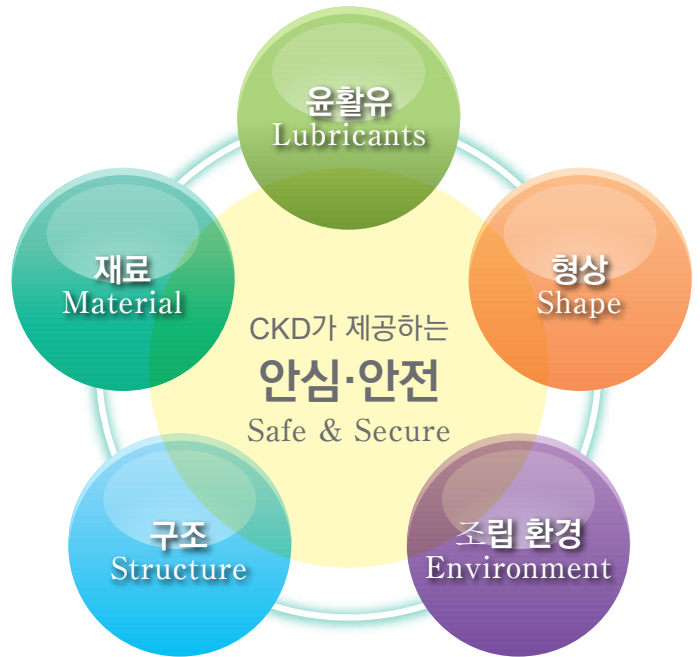 윤활유
Lubricants
재료
Material
형상
Shape
CKD가 제공하는
안심·안전
Safe & Secure
구조
Structure
조립 환경
Environment